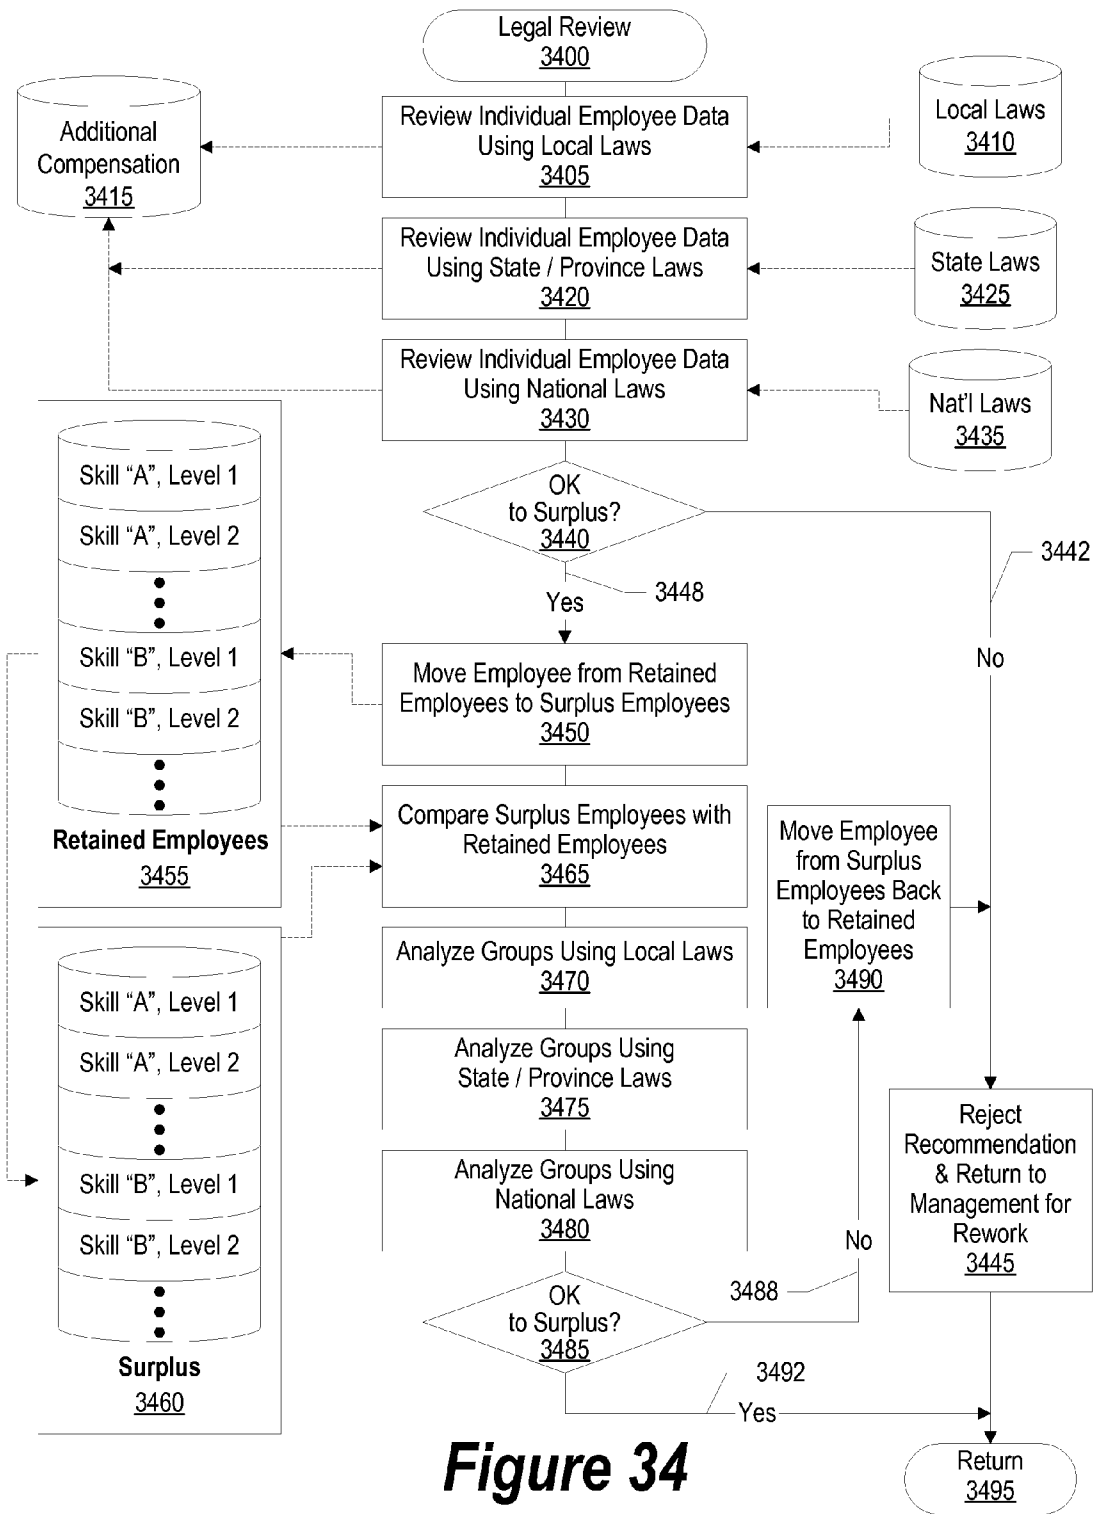 Legal Review
3400
Additional
Compensation
3415
Review Individual Employee Data
Using Local Laws
3405
Local Laws
3410
Review Individual Employee Data
Using State / Province Laws
3420
State Laws
3425
Review Individual Employee Data
Using National Laws
3430
Nat'l Laws
3435
OK
to Surplus?
3440
3442
No
3448
Yes
Skill "A", Level 1
Skill "A", Level 2
Skill "B", Level 1
Skill "B", Level 2
Retained Employees
3455
Move Employee from Retained
Employees to Surplus Employees
3450
Compare Surplus Employees with
Retained Employees
3465
Move Employee
from Surplus
Employees Back
to Retained
Employees
3490
Analyze Groups Using Local Laws
3470
Analyze Groups Using
State / Province Laws
3475
Analyze Groups Using
National Laws
3480
Skill "A", Level 1
Skill "A", Level 2
Skill "B", Level 1
Skill "B", Level 2
Surplus
3460
Reject
Recommendation
& Return to
Management for
Rework
3445
OK
to Surplus?
3485
3488
No
3492
Yes
Return
3495
Figure 34